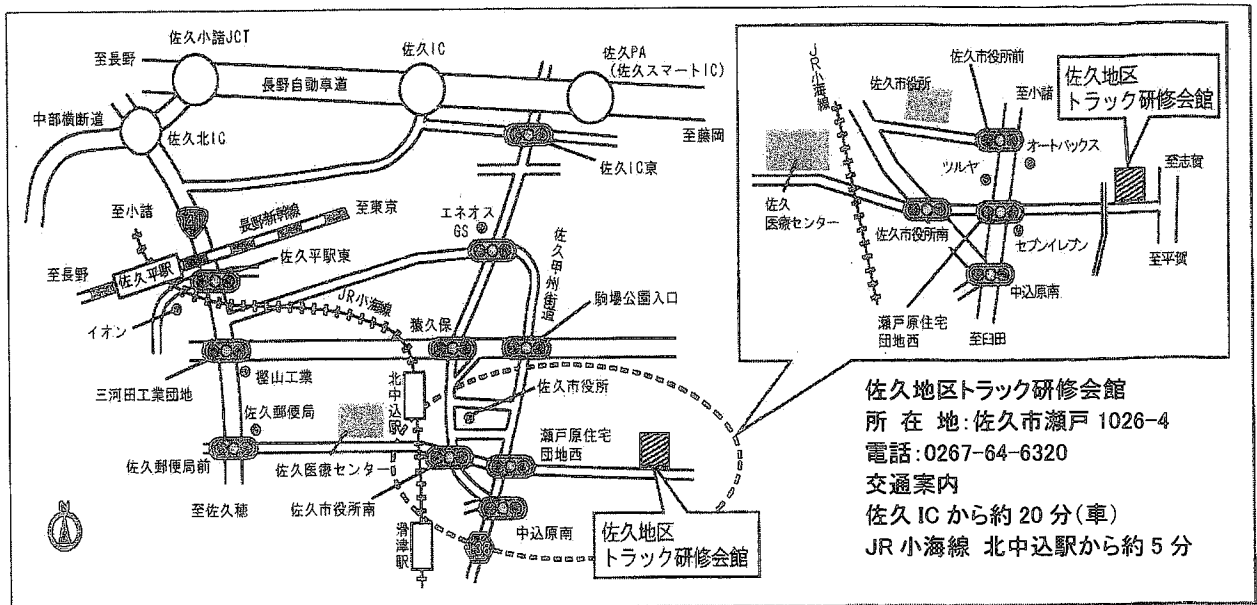 佐久小諸JCT
至長野
佐久IC
佐久PA
(佐久スマートIC)
長野自動車道
中部横断道
佐久北IC
至藤岡
佐久IC東
至小諸
長野新幹線
至東京
エネオス
GS
佐久平駅
佐久平駅東
至長野
佐久甲州街道
JR小海線
猿久保
駒場公園入口
イオン
三河田工業団地
樫山工業
北中込駅
佐久市役所
佐久郵便局
瀬戸原住宅
団地西
佐久郵便局前
佐久医療センター
至佐久穂
佐久市役所南
滑津駅
中込原南
佐久地区
トラック研修会館
N
JR小海線
佐久市役所前
佐久市役所
至小諸
佐久地区
トラック研修会館
オートバックス
ツルヤ
至志賀
佐久
医療センター
佐久市役所南
セブンイレブン
至平賀
中込原南
瀬戸原住宅
団地西
至臼田
佐久地区トラック研修会館
所 在 地:佐久市瀬戸 1026-4
電話:0267-64-6320
交通案内
佐久 IC から約 20 分(車)
JR 小海線 北中込駅から約 5 分